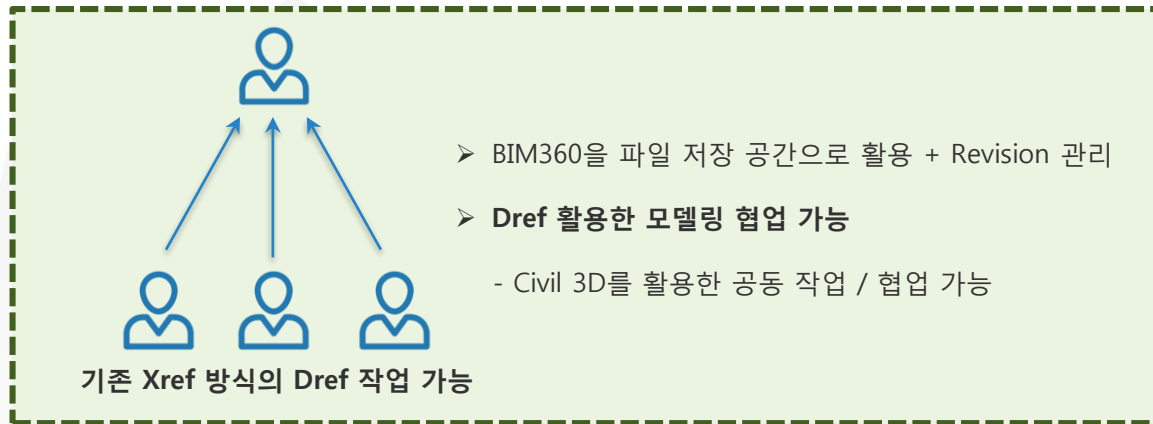 ➢ BIM360을 파일 저장 공간으로 활용 + Revision 관리
➢ Dref 활용한 모델링 협업 가능
- Civil 3D를 활용한 공동 작업 / 협업 가능
기존 Xref 방식의 Dref 작업 가능